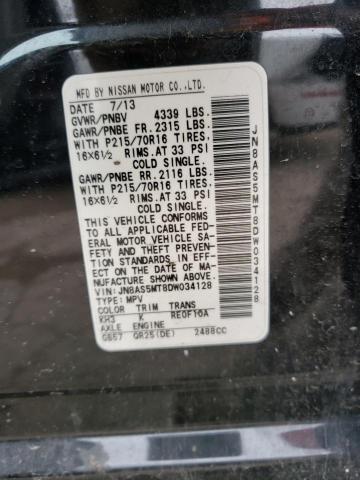 MFD BY NISSAN MOTOR CO.,LTD.
DATE 7/13
GVWR/PNBV 4339 LBS.
GAWR/PNBE FR. 2315 LBS.
WITH P215/70R16 TIRES.
16X6½ RIMS. AT 33 PSI
COLD SINGLE.
GAWR/PNBE RR. 2116 LBS.
WITH P215/70R16 TIRES.
16X6½ RIMS. AT 33 PSI
COLD SINGLE.
THIS VEHICLE CONFORMS
TO ALL APPLICABLE FED-
ERAL MOTOR VEHICLE SA-
FETY AND THEFT PREVENTI-
ON STANDARDS IN EFFECT
ON THE DATE OF MA-
NUFACTURE SHOWN ABOVE.
VIN: JN8AS5MT8DW034128
TYPE: MPV
COLOR TRIM TRANS
KH3 K RE0F10A
AXLE ENGINE
GB57 QR25(DE) 2488CC
JN8AS5MT8DW034128